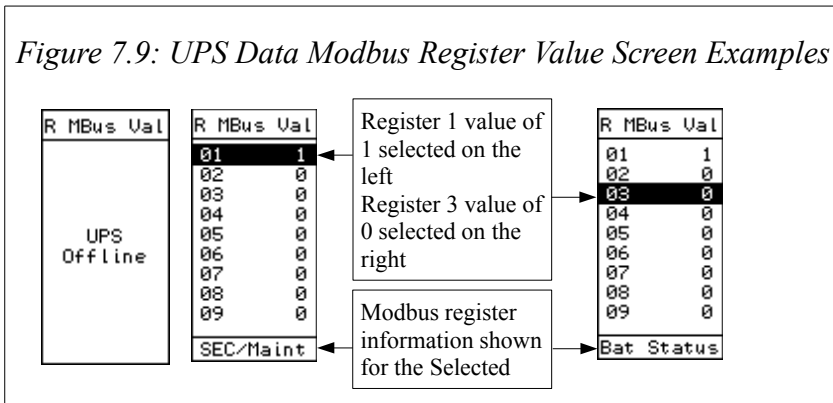 Figure 7.9: UPS Data Modbus Register Value Screen Examples
R MBus Val
UPS
Offline
R MBus Val
01 1
02 0
03 0
04 0
05 0
06 0
07 0
08 0
09 0
SEC/Maint
Register 1 value of
1 selected on the
left
Register 3 value of
0 selected on the
right
Modbus register
information shown
for the Selected
R MBus Val
01 1
02 0
03 0
04 0
05 0
06 0
07 0
08 0
09 0
Bat Status